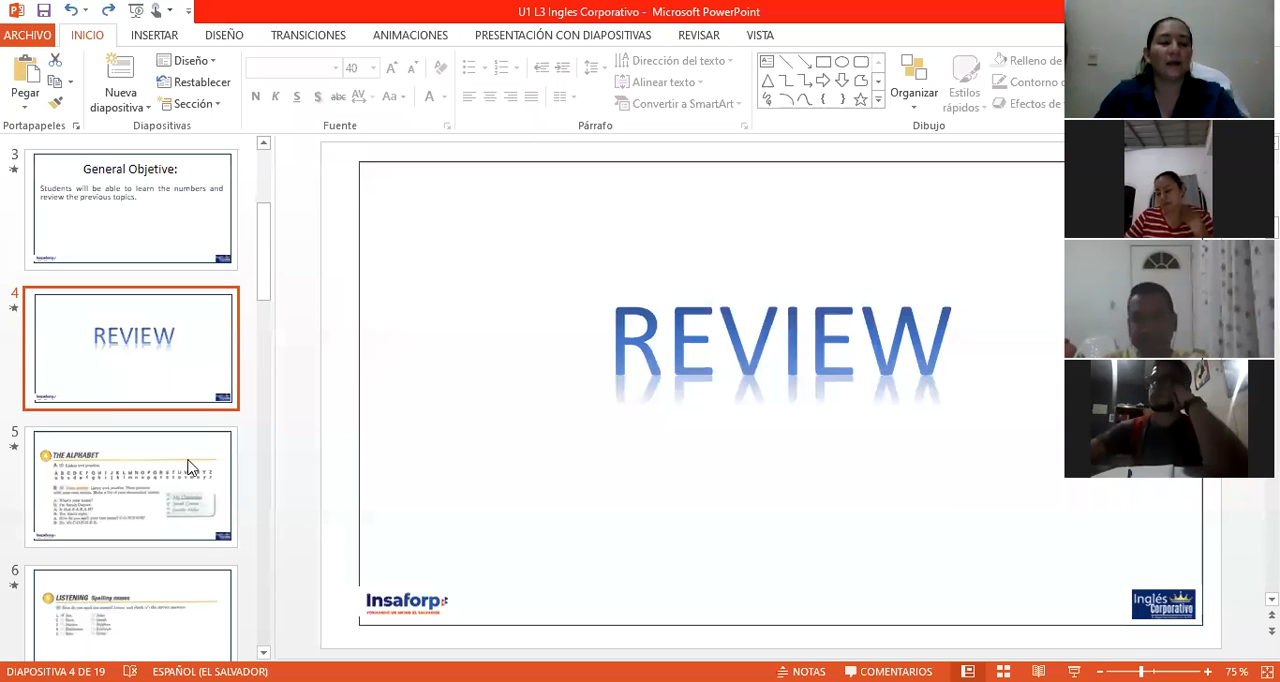 U1 L3 Ingles Corporativo - Microsoft PowerPoint
ARCHIVO INICIO INSERTAR DISEÑO TRANSICIONES ANIMACIONES PRESENTACIÓN CON DIAPOSITIVAS REVISAR VISTA
Pegar
Portapapeles
Nueva diapositiva
Diseño
Restablecer
Sección
Diapositivas
40
N K S S abc AV Aa A
Fuente
Dirección del texto
Alinear texto
Convertir a SmartArt
Párrafo
Organizar
Estilos rápidos
Relleno de
Contorno
Efectos de
Dibujo
3
General Objetive:
Students will be able to learn the numbers and
review the previous topics.
4
REVIEW
5
THE ALPHABET
6
LISTENING Spelling names
REVIEW
Insaforp
Inglés
Corporativo
DIAPOSITIVA 4 DE 19 ESPAÑOL (EL SALVADOR) NOTAS COMENTARIOS 75 %